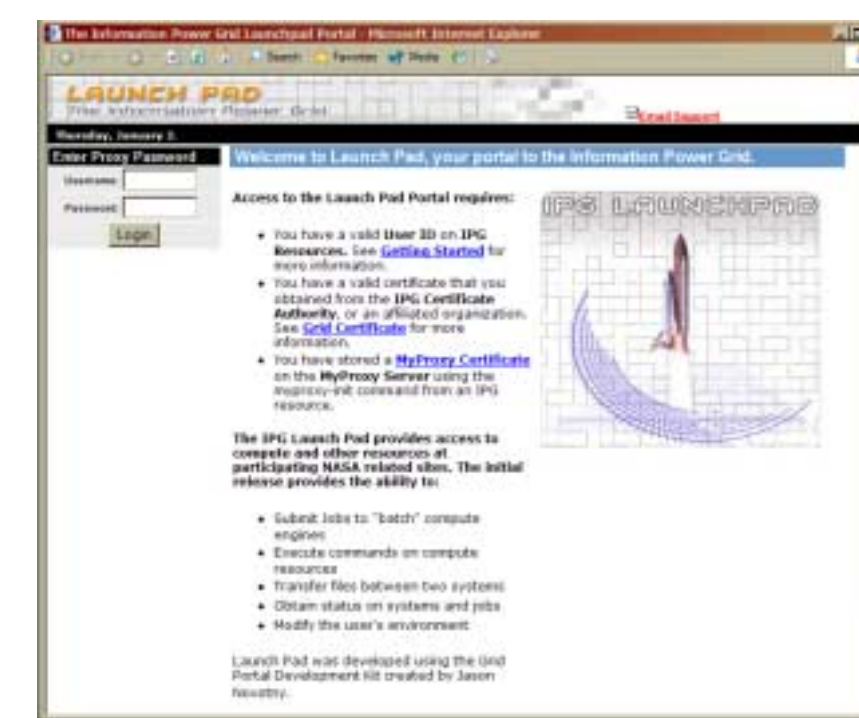 The Information Power Grid Launchpad Portal - Microsoft Internet Explorer
Search Favorites Media
LAUNCH PAD
The Information Power Grid
Email Support
Thursday, January 2.
Enter Proxy Password
Username
Password
Login
Welcome to Launch Pad, your portal to the Information Power Grid.
Access to the Launch Pad Portal requires:
• You have a valid User ID on IPG
Resources. See Getting Started for
more information.
• You have a valid certificate that you
obtained from the IPG Certificate
Authority, or an affiliated organization.
See Grid Certificate for more
information.
• You have stored a MyProxy Certificate
on the MyProxy Server using the
myproxy-init command from an IPG
resource.
IPG LAUNCHPAD
The IPG Launch Pad provides access to
compute and other resources at
participating NASA related sites. The initial
release provides the ability to:
• Submit Jobs to "batch" compute
engines
• Execute commands on compute
resources
• Transfer files between two systems
• Obtain status on systems and jobs
• Modify the user's environment
Launch Pad was developed using the Grid
Portal Development Kit created by Jason
Novotny.